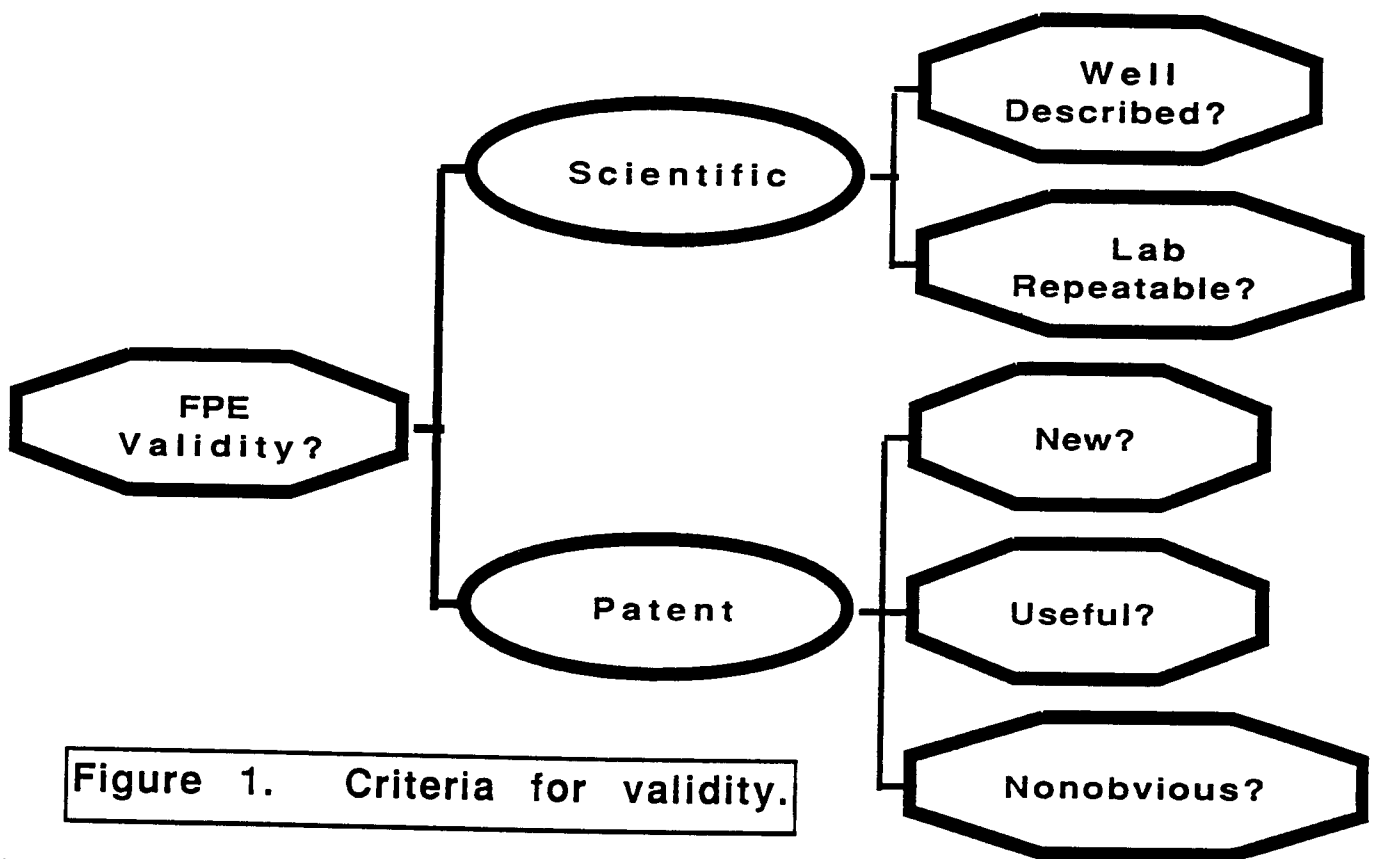 FPE
Validity?
Scientific
Well
Described?
Lab
Repeatable?
Patent
New?
Useful?
Nonobvious?
Figure 1. Criteria for validity.